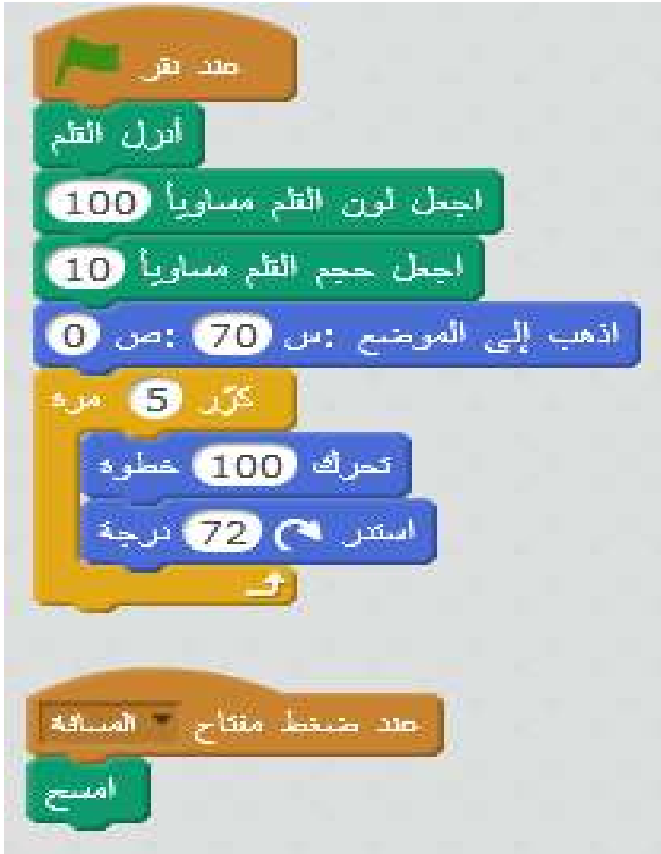 عند نقر
أنزل القلم
اجعل لون القلم مساوياً 100
اجعل حجم القلم مساوياً 10
اذهب إلى الموضع س: 70 ص: 0
كرّر 5 مرة
تحرك 100 خطوة
استدر 72 درجة
عند ضغط مفتاح المسافة
امسح